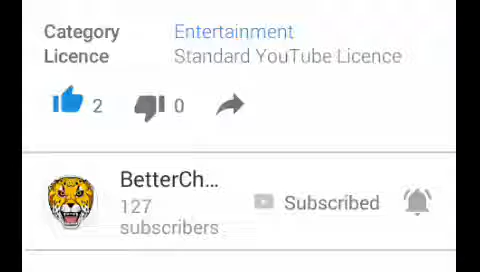 Category Entertainment
Licence Standard YouTube Licence
2 0
BetterCh...
127
subscribers
Subscribed